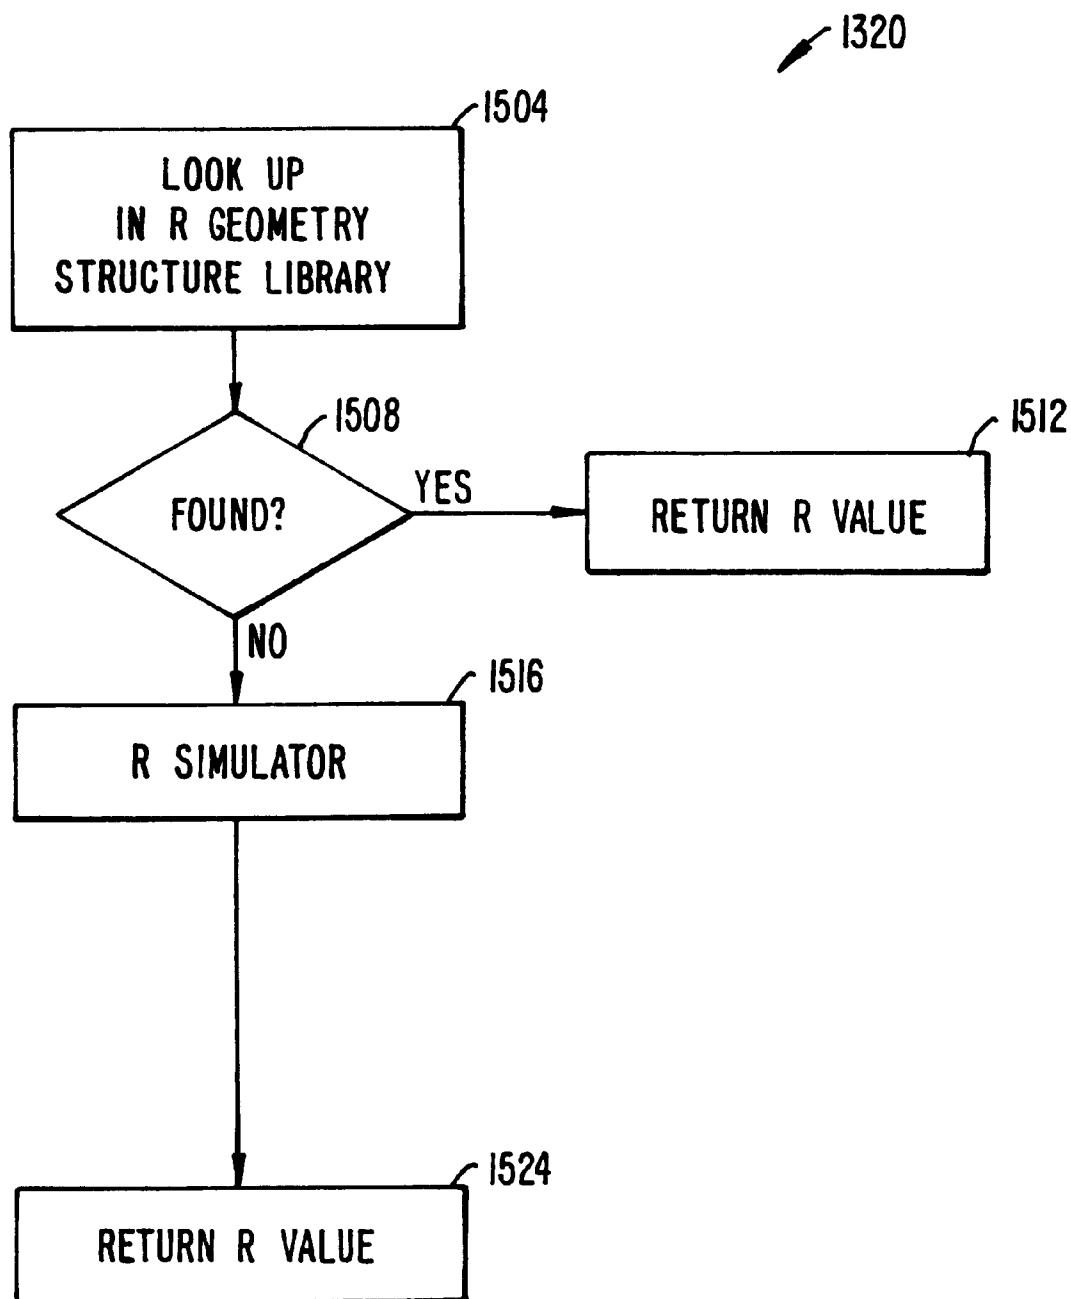 1320
1504
LOOK UP
IN R GEOMETRY
STRUCTURE LIBRARY
1508
FOUND?
YES
1512
RETURN R VALUE
NO
1516
R SIMULATOR
1524
RETURN R VALUE